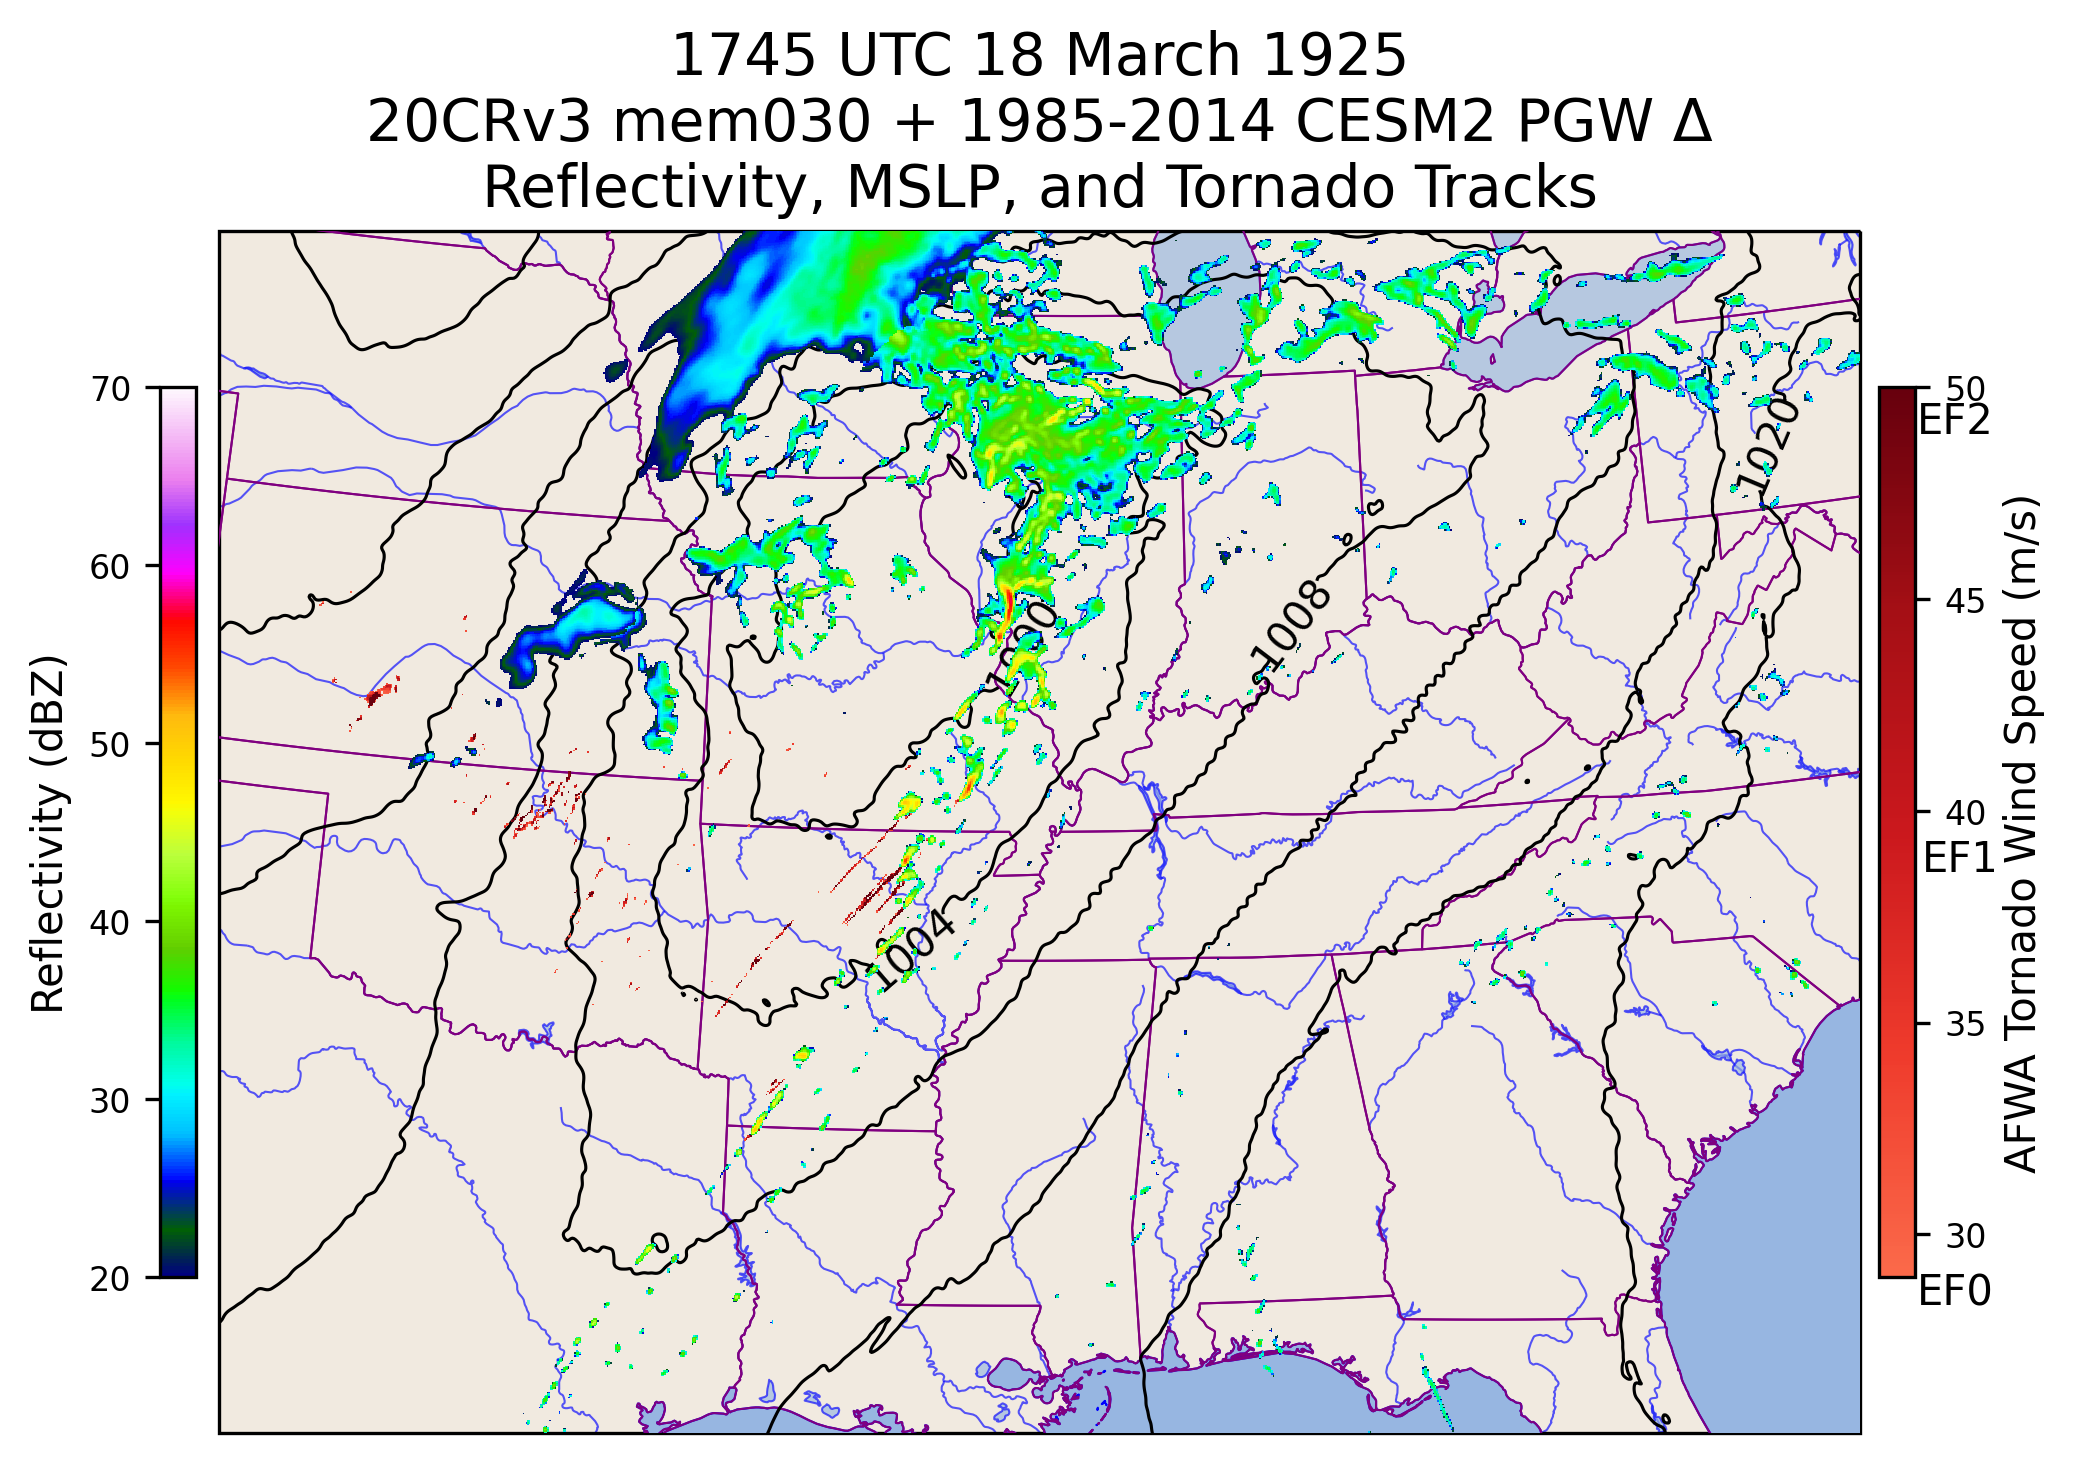 1745 UTC 18 March 1925
20CRv3 mem030 + 1985-2014 CESM2 PGW Δ
Reflectivity, MSLP, and Tornado Tracks
Reflectivity (dBZ)
70
60
50
40
30
20
1020
1008
1000
1004
50
EF2
45
40
EF1
35
30
EF0
AFWA Tornado Wind Speed (m/s)